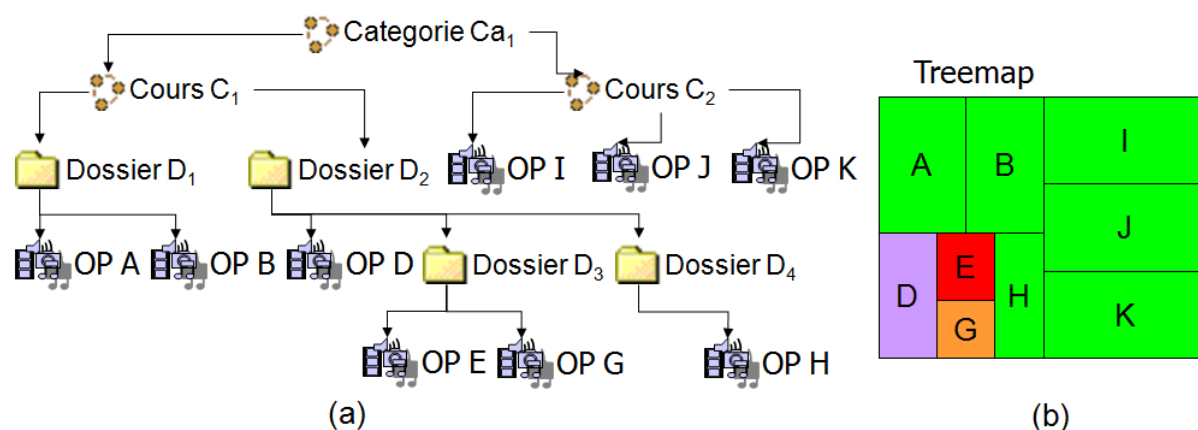 Categorie Ca₁
Treemap
Cours C₁
Cours C₂
A
B
I
Dossier D₁
Dossier D₂
OP I
OP J
OP K
J
OP A
OP B
OP D
Dossier D₃
Dossier D₄
D
E
H
G
K
OP E
OP G
OP H
(a)
(b)